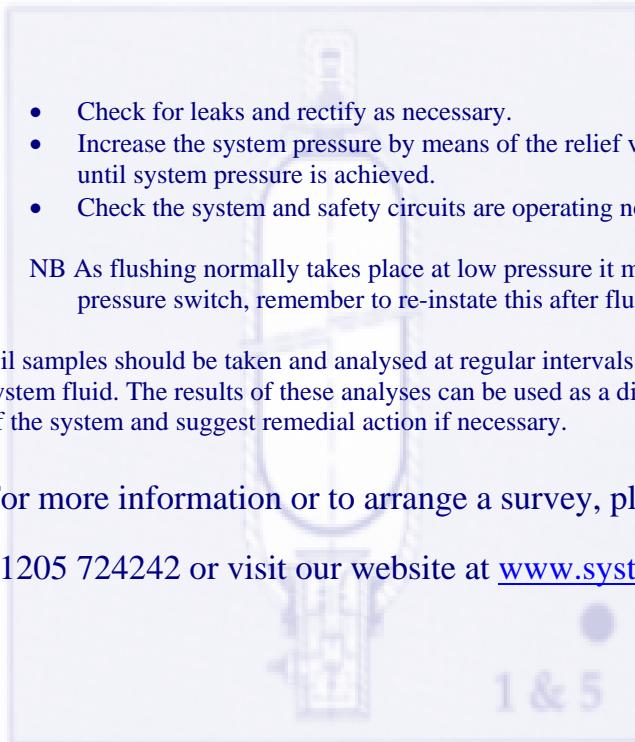 • Check for leaks and rectify as necessary.
• Increase the system pressure by means of the relief v
until system pressure is achieved.
• Check the system and safety circuits are operating no
NB As flushing normally takes place at low pressure it m
pressure switch, remember to re-instate this after flu
il samples should be taken and analysed at regular intervals
ystem fluid. The results of these analyses can be used as a di
f the system and suggest remedial action if necessary.
or more information or to arrange a survey, pl
1205 724242 or visit our website at www.syst
1 & 5